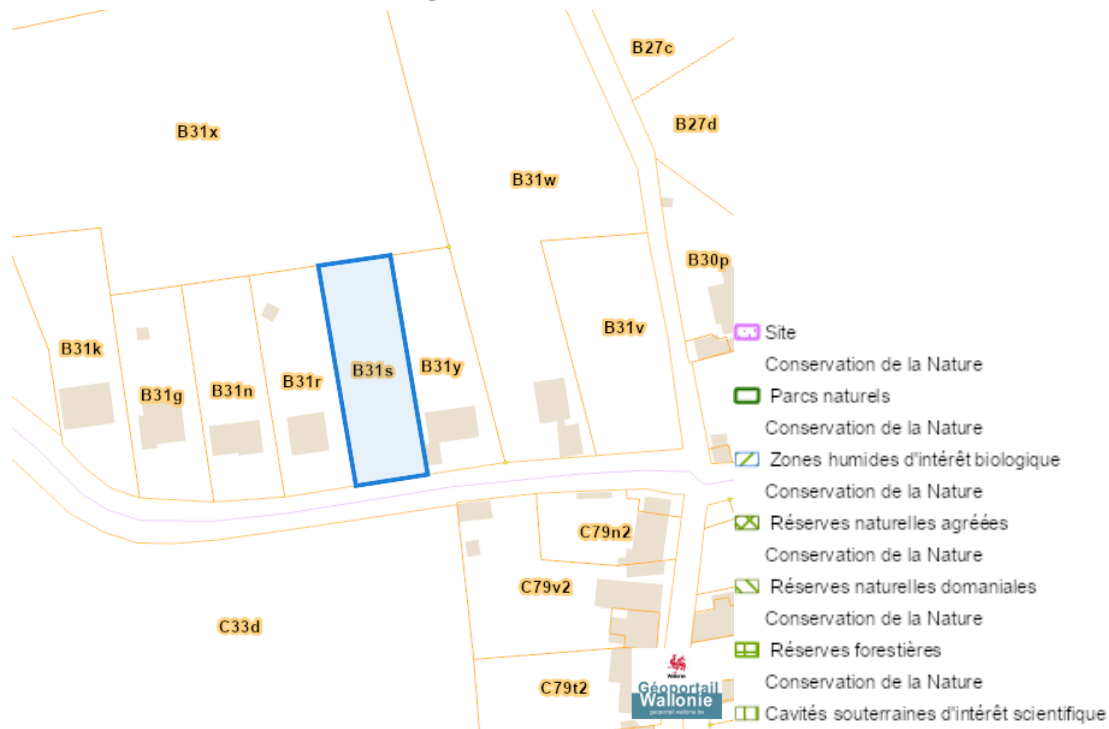 B27c
B27d
B31x
B31w
B30p
B31v
B31k
B31g
B31n
B31r
B31s
B31y
C79n2
C79v2
C33d
C79t2
Wallonie
Géoportail
Wallonie
geoportail.wallonie.be
Site
Conservation de la Nature
Parcs naturels
Conservation de la Nature
Zones humides d'intérêt biologique
Conservation de la Nature
Réserves naturelles agréées
Conservation de la Nature
Réserves naturelles domaniales
Conservation de la Nature
Réserves forestières
Conservation de la Nature
Cavités souterraines d'intérêt scientifique